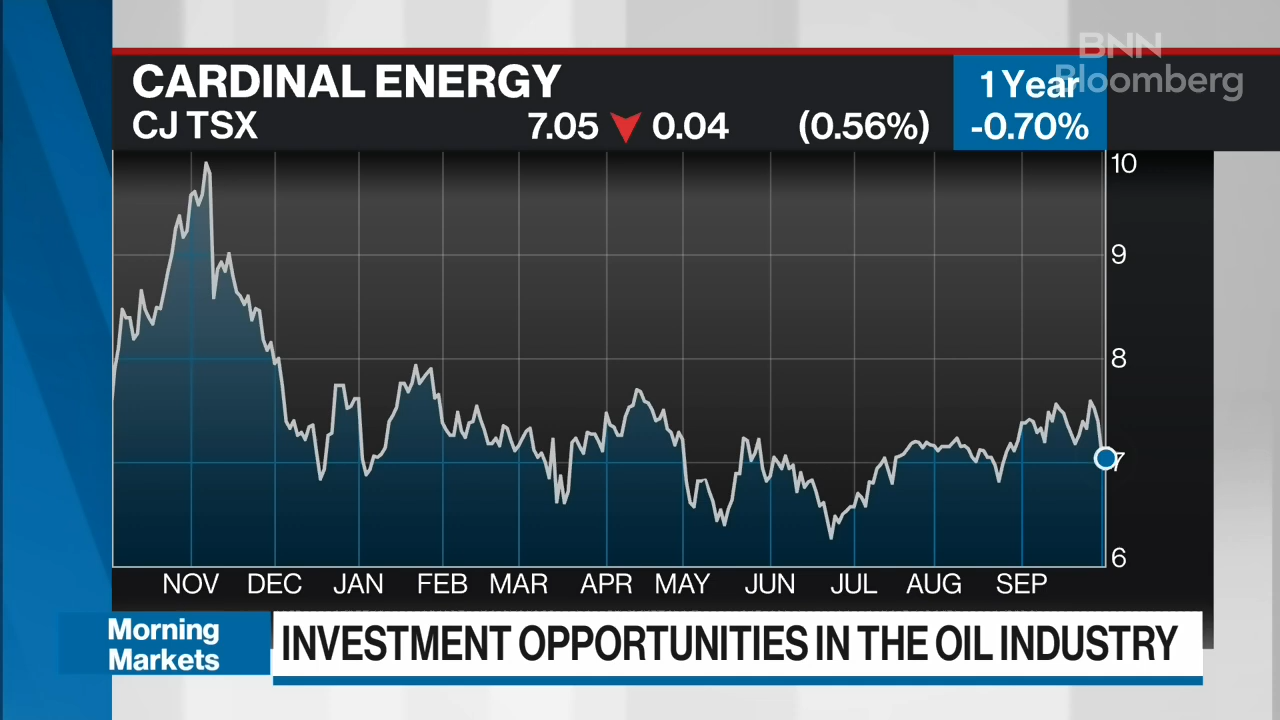 BNN
Bloomberg
CARDINAL ENERGY
CJ TSX
7.05 0.04 (0.56%)
1 Year
-0.70%
10
9
8
7
6
NOV DEC JAN FEB MAR APR MAY JUN JUL AUG SEP
Morning
Markets
INVESTMENT OPPORTUNITIES IN THE OIL INDUSTRY